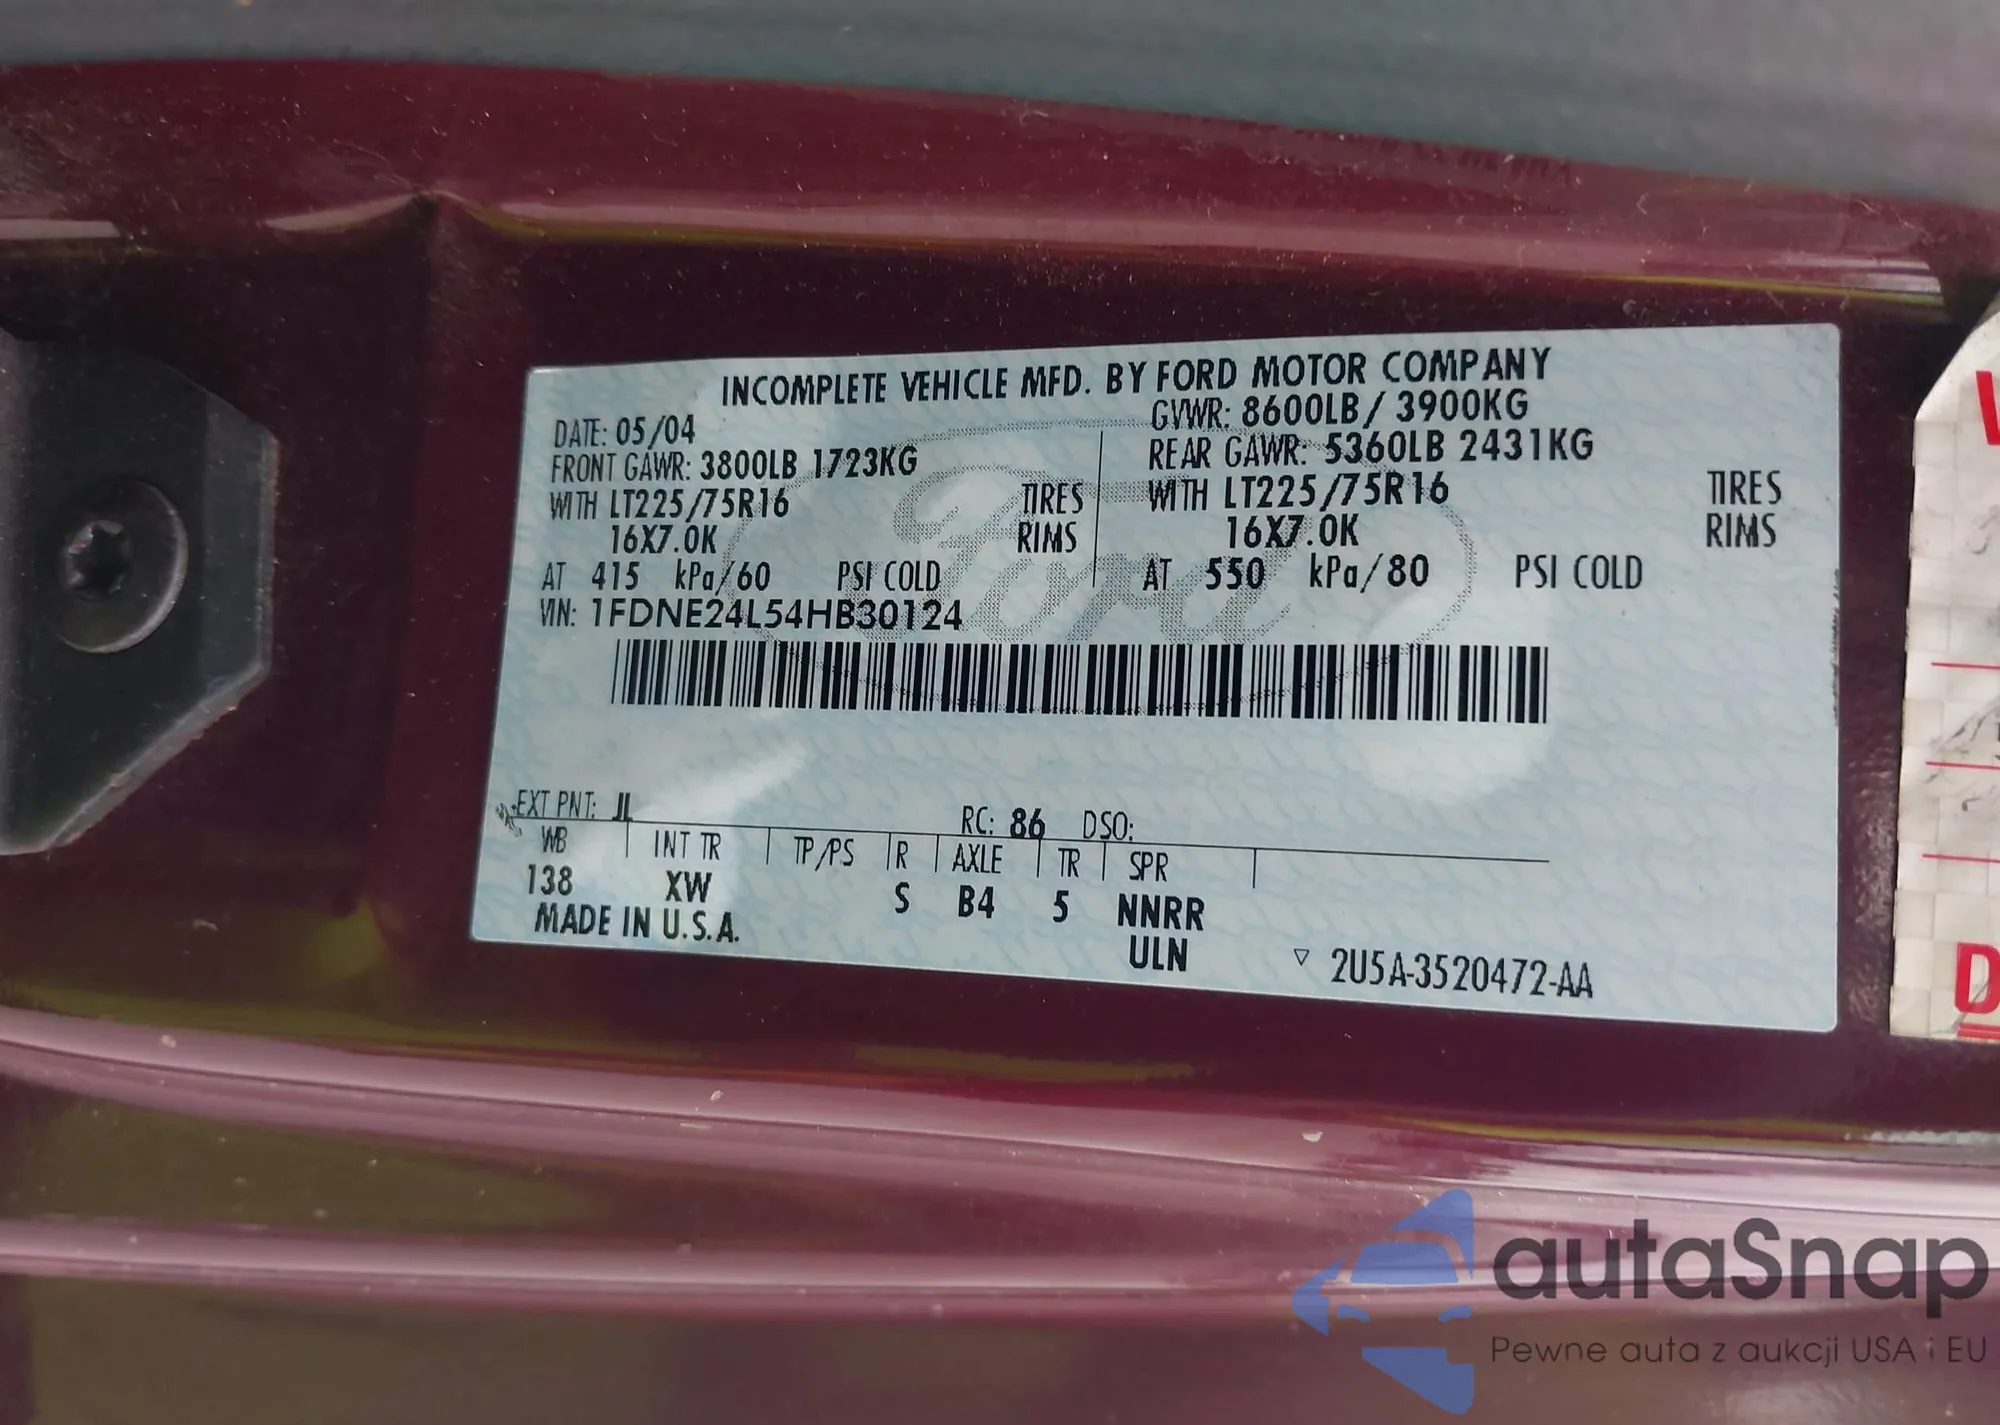 INCOMPLETE VEHICLE MFD. BY FORD MOTOR COMPANY
DATE: 05/04 GVWR: 8600LB/ 3900KG
FRONT GAWR: 3800LB 1723KG REAR GAWR: 5360LB 2431KG
WITH LT225/75R16 TIRES WITH LT225/75R16 TIRES
16X7.0K RIMS 16X7.0K RIMS
AT 415 kPa/60 PSI COLD AT 550 kPa/80 PSI COLD
VIN: 1FDNE24L54HB30124
Ford
EXT PNT: JL RC: 86 DSO:
WB INT TR TP/PS R AXLE TR SPR
138 XW S B4 5 NNRR
MADE IN U.S.A. ULN ▽ 2U5A-3520472-AA
D
autaSnap
Pewne auta z aukcji USA i EU